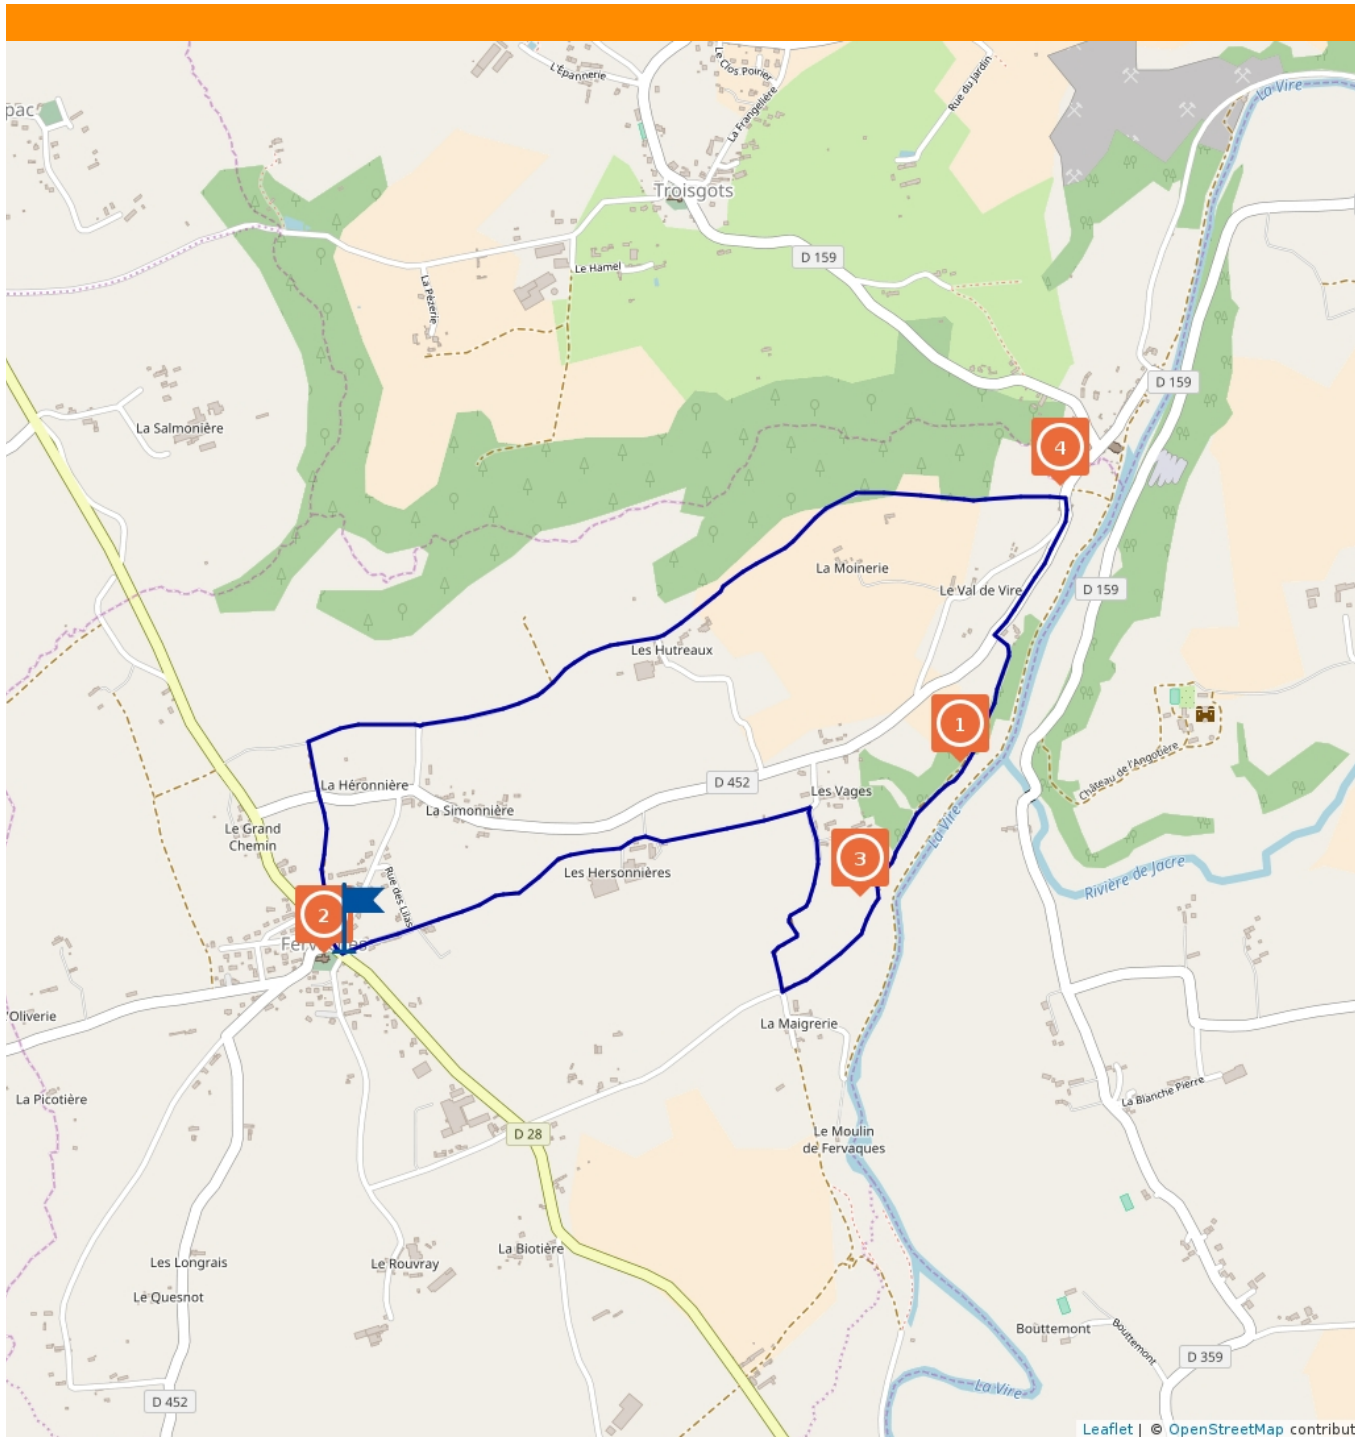 L'Épannerie
Le Clos Poirier
La Frangelière
Rue du Jardin
La Vire
pac
Troisgots
D 159
Le Hamel
La Pézerie
D 159
La Salmonière
4
La Moinerie
Le Val de Vire
D 159
Les Hutreaux
1
Château de l'Angotière
La Héronnière
D 452
Les Vages
La Simonnière
Le Grand
Chemin
La Vire
3
Les Hersonnières
Rivière de Jacre
Rue des Lilas
2
Oliverie
La Maigrerie
La Picotière
La Blanche Pierre
D 28
Le Moulin
de Fervaques
La Biotière
Les Longrais
Le Rouvray
Le Quesnot
Bouttemont
Bouttemont
D 359
La Vire
D 452
Leaflet | © OpenStreetMap contribut